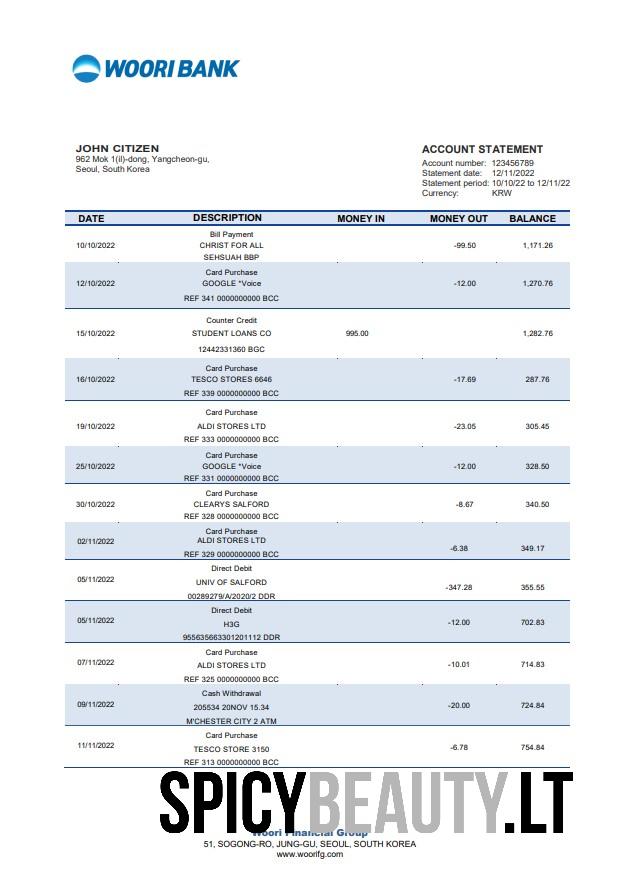 WOORI BANK
JOHN CITIZEN
962 Mok 1(il)-dong, Yangcheon-gu,
Seoul, South Korea
ACCOUNT STATEMENT
Account number: 123456789
Statement date: 12/11/2022
Statement period: 10/10/22 to 12/11/22
Currency: KRW
DATE DESCRIPTION MONEY IN MONEY OUT BALANCE
Bill Payment
10/10/2022 CHRIST FOR ALL -99.50 1,171.26
SEHSUAH BBP
Card Purchase
12/10/2022 GOOGLE *Voice -12.00 1,270.76
REF 341 0000000000 BCC
Counter Credit
15/10/2022 STUDENT LOANS CO 995.00 1,282.76
12442331360 BGC
Card Purchase
16/10/2022 TESCO STORES 6646 -17.69 287.76
REF 339 0000000000 BCC
Card Purchase
19/10/2022 ALDI STORES LTD -23.05 305.45
REF 333 0000000000 BCC
Card Purchase
25/10/2022 GOOGLE *Voice -12.00 328.50
REF 331 0000000000 BCC
Card Purchase
30/10/2022 CLEARYS SALFORD -8.67 340.50
REF 328 0000000000 BCC
Card Purchase
02/11/2022 ALDI STORES LTD -6.38 349.17
REF 329 0000000000 BCC
Direct Debit
05/11/2022 UNIV OF SALFORD -347.28 355.55
00289279/A/2020/2 DDR
Direct Debit
05/11/2022 H3G -12.00 702.83
955635663301201112 DDR
Card Purchase
07/11/2022 ALDI STORES LTD -10.01 714.83
REF 325 0000000000 BCC
Cash Withdrawal
09/11/2022 205534 20NOV 15.34 -20.00 724.84
M'CHESTER CITY 2 ATM
Card Purchase
11/11/2022 TESCO STORE 3150 -6.78 754.84
REF 313 0000000000 BCC
SPICYBEAUTY.LT
Woori Financial Group
51, SOGONG-RO, JUNG-GU, SEOUL, SOUTH KOREA
www.woorifg.com